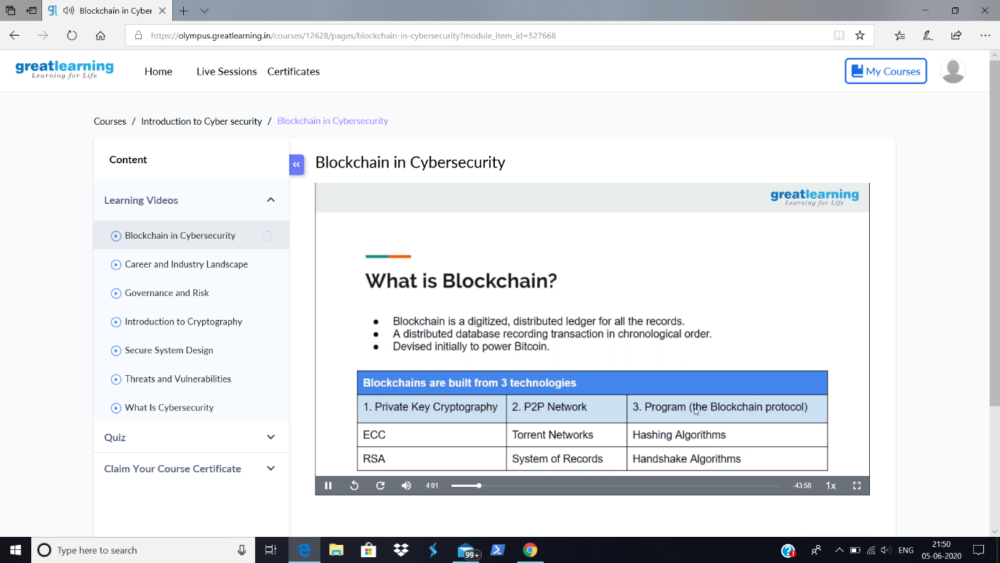 Blockchain in Cyber
https://olympus.greatlearning.in/courses/12628/pages/blockchain-in-cybersecurity?module_item_id=527668
greatlearning
Learning for Life
Home
Live Sessions
Certificates
My Courses
Courses / Introduction to Cyber security / Blockchain in Cybersecurity
Content
Learning Videos
Blockchain in Cybersecurity
Career and Industry Landscape
Governance and Risk
Introduction to Cryptography
Secure System Design
Threats and Vulnerabilities
What Is Cybersecurity
Quiz
Claim Your Course Certificate
Blockchain in Cybersecurity
greatlearning
Learning for Life
What is Blockchain?
● Blockchain is a digitized, distributed ledger for all the records.
● A distributed database recording transaction in chronological order.
● Devised initially to power Bitcoin.
Blockchains are built from 3 technologies
1. Private Key Cryptography 2. P2P Network 3. Program (the Blockchain protocol)
ECC Torrent Networks Hashing Algorithms
RSA System of Records Handshake Algorithms
4:01 -43:58 1x
Type here to search
99+
ENG
21:50
05-06-2020